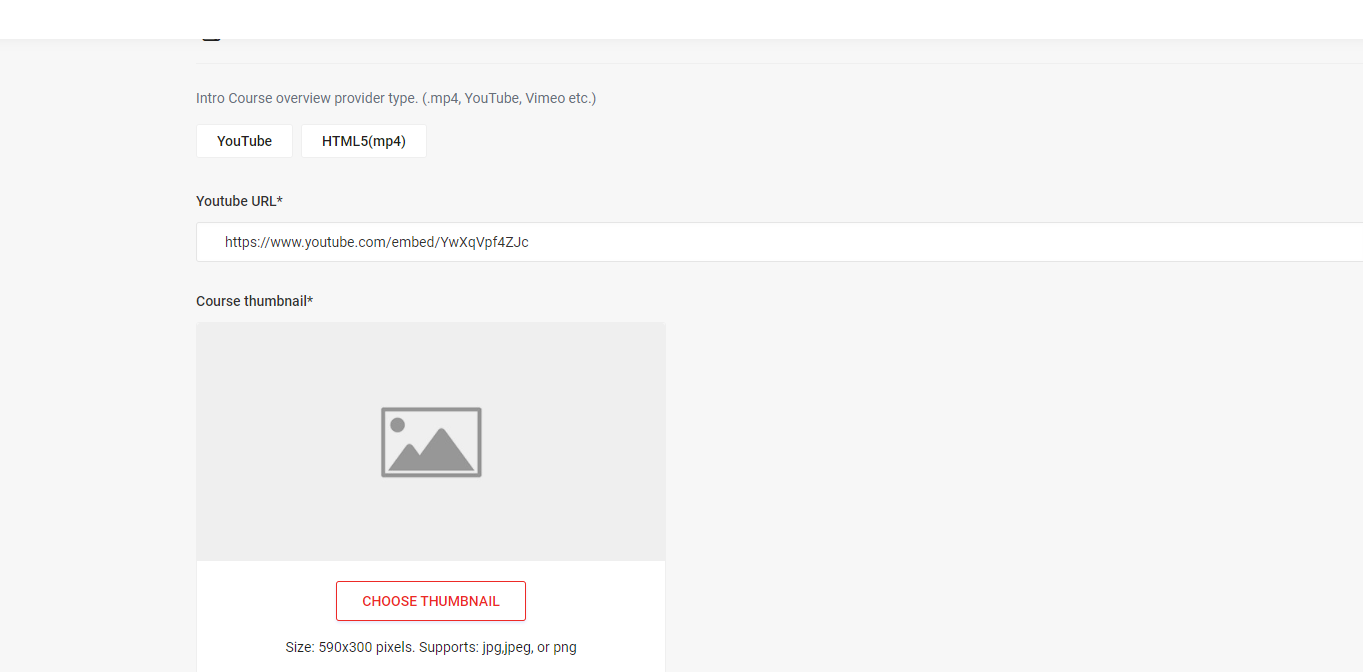 Intro Course overview provider type. (.mp4, YouTube, Vimeo etc.)
YouTube
HTML5(mp4)
Youtube URL*
https://www.youtube.com/embed/YwXqVpf4ZJc
Course thumbnail*
CHOOSE THUMBNAIL
Size: 590x300 pixels. Supports: jpg,jpeg, or png